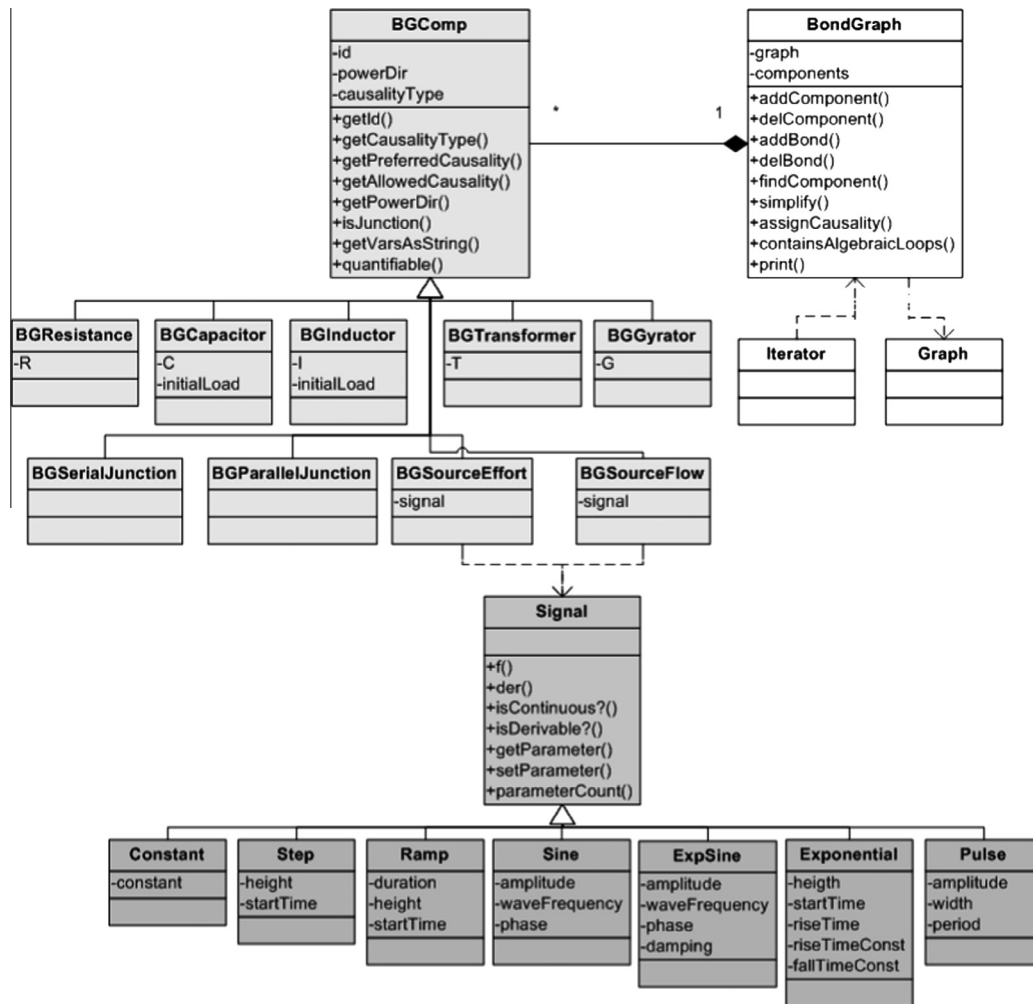 BGComp
-id
-powerDir
-causalityType
+getId()
+getCausalityType()
+getPreferredCausality()
+getAllowedCausality()
+getPowerDir()
+isJunction()
+getVarsAsString()
+quantifiable()
*
1
BondGraph
-graph
-components
+addComponent()
+delComponent()
+addBond()
+delBond()
+findComponent()
+simplify()
+assignCausality()
+containsAlgebraicLoops()
+print()
BGResistance
-R
BGCapacitor
-C
-initialLoad
BGInductor
-I
-initialLoad
BGTransformer
-T
BGGyrator
-G
Iterator
Graph
BGSerialJunction
BGParallelJunction
BGSourceEffort
-signal
BGSourceFlow
-signal
Signal
+f()
+der()
+isContinuous?()
+isDerivable?()
+getParameter()
+setParameter()
+parameterCount()
Constant
-constant
Step
-height
-startTime
Ramp
-duration
-height
-startTime
Sine
-amplitude
-waveFrequency
-phase
ExpSine
-amplitude
-waveFrequency
-phase
-damping
Exponential
-heigth
-startTime
-riseTime
-riseTimeConst
-fallTimeConst
Pulse
-amplitude
-width
-period